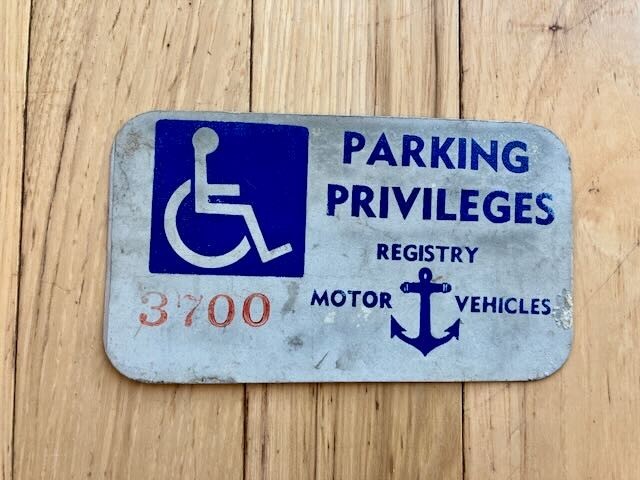 PARKING
PRIVILEGES
REGISTRY
MOTOR VEHICLES
3700